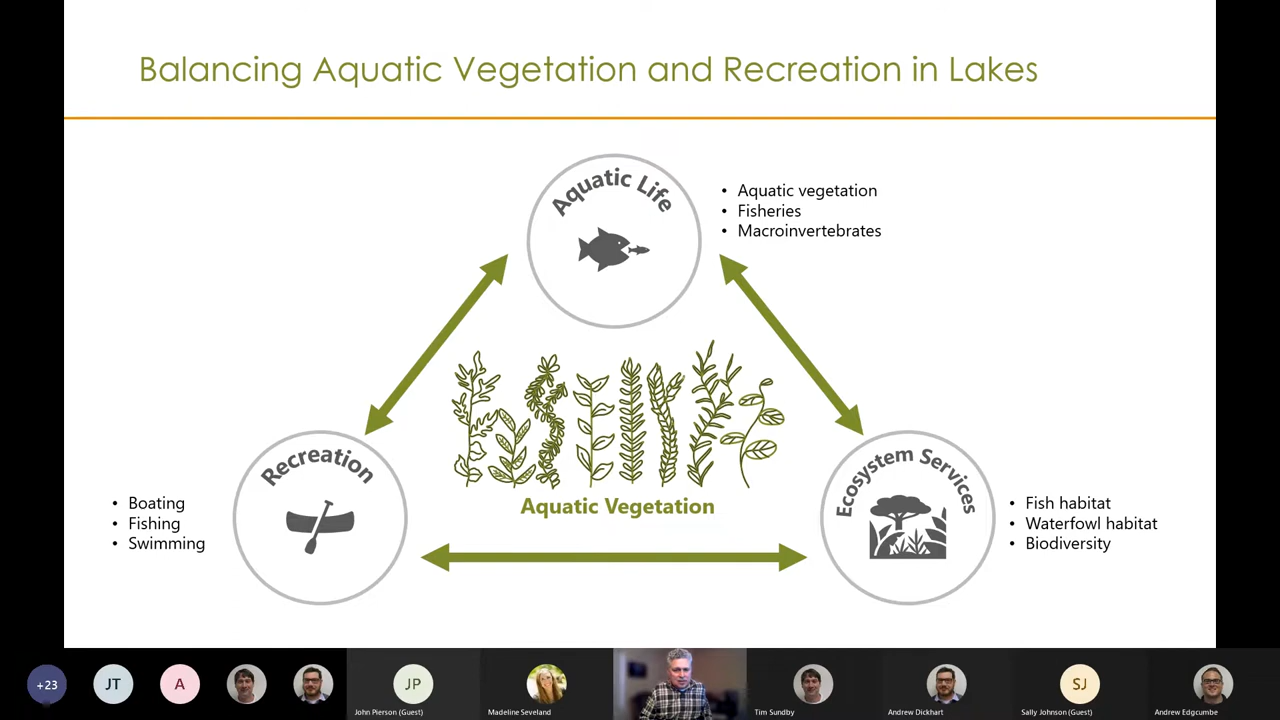 Balancing Aquatic Vegetation and Recreation in Lakes
Aquatic Life
• Aquatic vegetation
• Fisheries
• Macroinvertebrates
Recreation
• Boating
• Fishing
• Swimming
Aquatic Vegetation
Ecosystem Services
• Fish habitat
• Waterfowl habitat
• Biodiversity
+23
JT
A
JP
John Pierson (Guest)
Madeline Seveland
Tim Sundby
Andrew Dickhart
SJ
Sally Johnson (Guest)
Andrew Edgcumbe